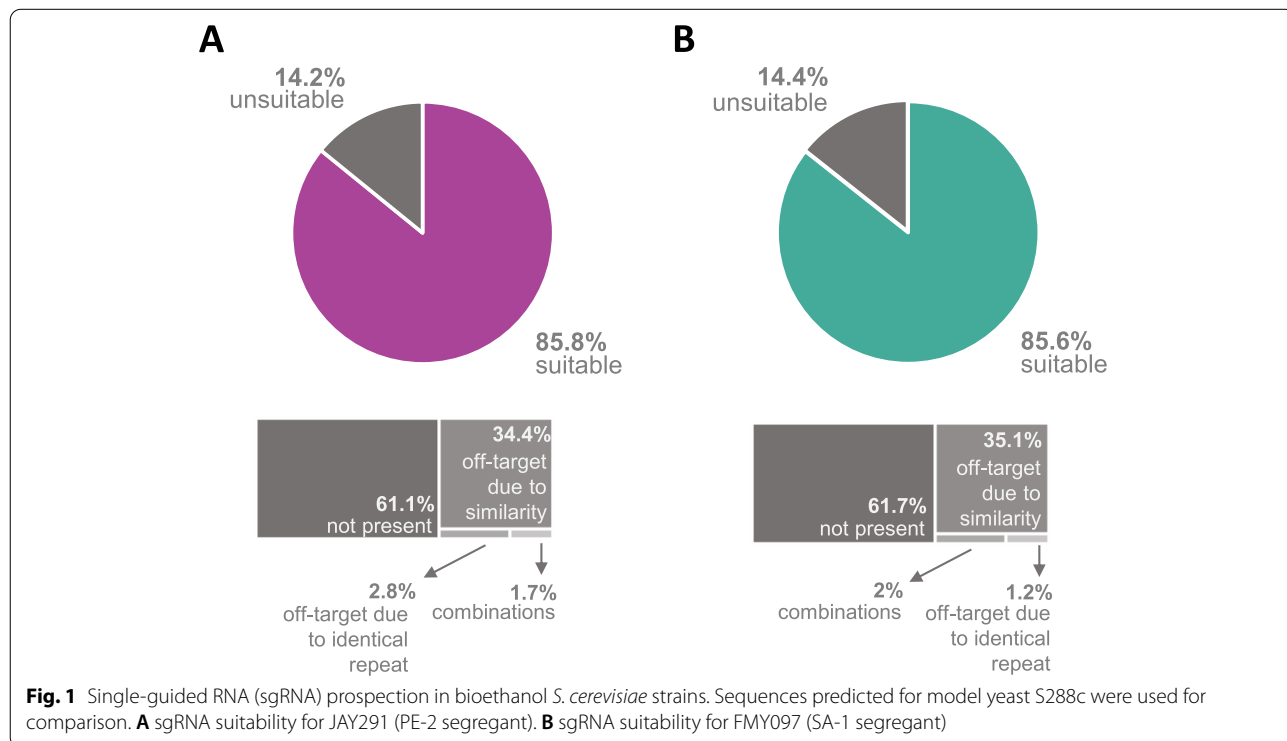 A
14.2%
unsuitable
85.8%
suitable
61.1%
not present
34.4%
off-target
due to
similarity
2.8%
off-target due
to identical
repeat
1.7%
combinations
B
14.4%
unsuitable
85.6%
suitable
61.7%
not present
35.1%
off-target
due to
similarity
2%
combinations
1.2%
off-target due
to identical
repeat
Fig. 1 Single-guided RNA (sgRNA) prospection in bioethanol S. cerevisiae strains. Sequences predicted for model yeast S288c were used for
comparison. A sgRNA suitability for JAY291 (PE-2 segregant). B sgRNA suitability for FMY097 (SA-1 segregant)